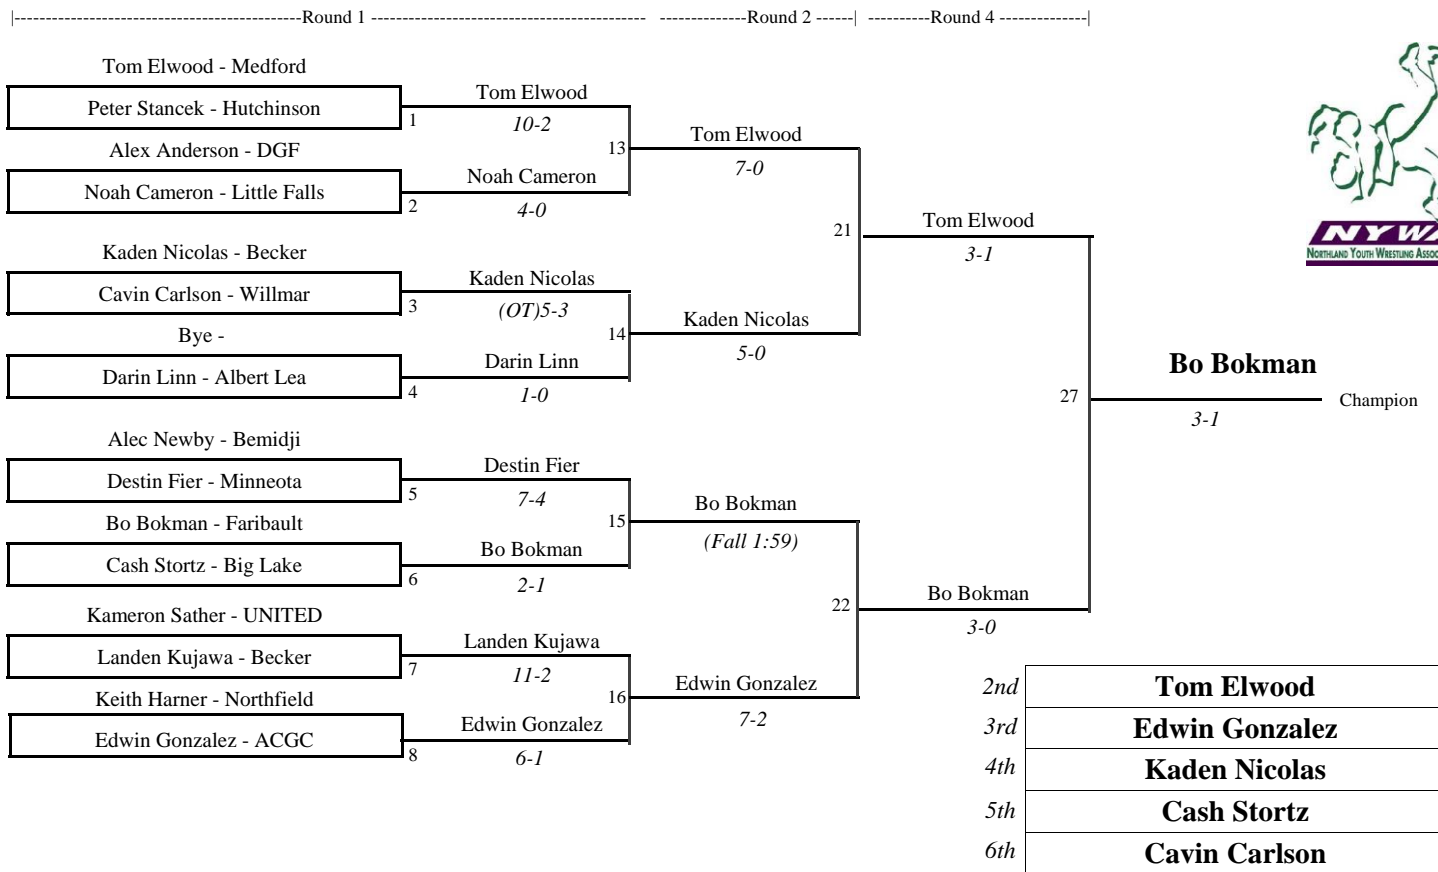 |----------------------------------------------Round 1 -------------------------------------------- --------------Round 2 ------| ----------Round 4 --------------|
Tom Elwood - Medford
Peter Stancek - Hutchinson
1
Tom Elwood
10-2
Alex Anderson - DGF
Noah Cameron - Little Falls
2
Noah Cameron
4-0
13
Tom Elwood
7-0
Kaden Nicolas - Becker
Cavin Carlson - Willmar
3
Kaden Nicolas
(OT)5-3
Bye -
Darin Linn - Albert Lea
4
Darin Linn
1-0
14
Kaden Nicolas
5-0
21
Tom Elwood
3-1
Alec Newby - Bemidji
Destin Fier - Minneota
5
Destin Fier
7-4
Bo Bokman - Faribault
Cash Stortz - Big Lake
6
Bo Bokman
2-1
15
Bo Bokman
(Fall 1:59)
Kameron Sather - UNITED
Landen Kujawa - Becker
7
Landen Kujawa
11-2
Keith Harner - Northfield
Edwin Gonzalez - ACGC
8
Edwin Gonzalez
6-1
16
Edwin Gonzalez
7-2
22
Bo Bokman
3-0
27
Bo Bokman
3-1
Champion
NYWA
NORTHLAND YOUTH WRESTLING
2nd Tom Elwood
3rd Edwin Gonzalez
4th Kaden Nicolas
5th Cash Stortz
6th Cavin Carlson